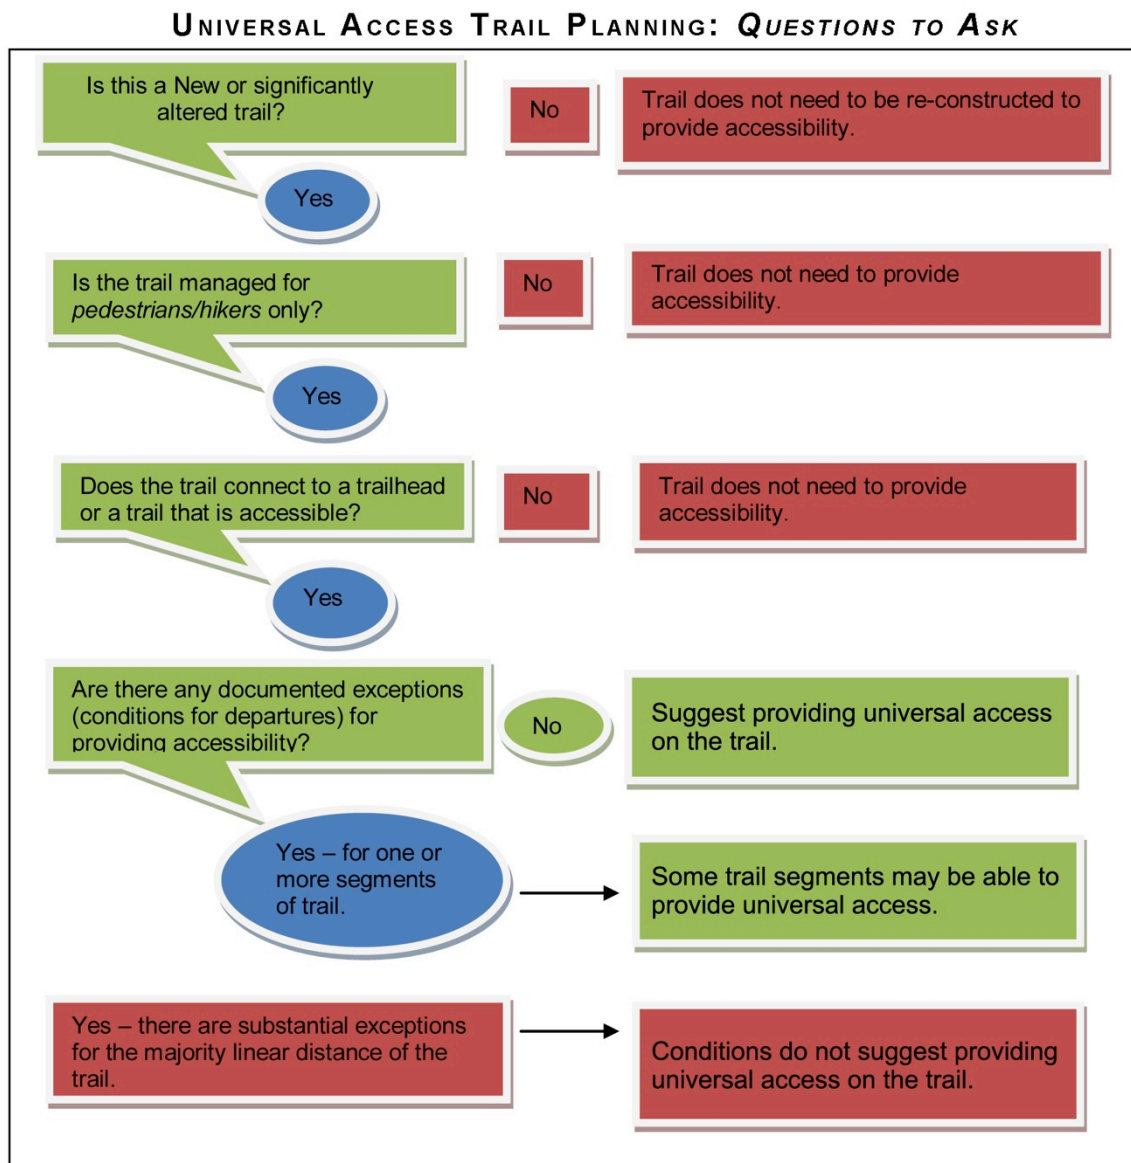 UNIVERSAL ACCESS TRAIL PLANNING: QUESTIONS TO ASK
Is this a New or significantly
altered trail?
No
Trail does not need to be re-constructed to
provide accessibility.
Yes
Is the trail managed for
pedestrians/hikers only?
No
Trail does not need to provide
accessibility.
Yes
Does the trail connect to a trailhead
or a trail that is accessible?
No
Trail does not need to provide
accessibility.
Yes
Are there any documented exceptions
(conditions for departures) for
providing accessibility?
No
Suggest providing universal access
on the trail.
Yes – for one or
more segments
of trail.
Some trail segments may be able to
provide universal access.
Yes – there are substantial exceptions
for the majority linear distance of the
trail.
Conditions do not suggest providing
universal access on the trail.